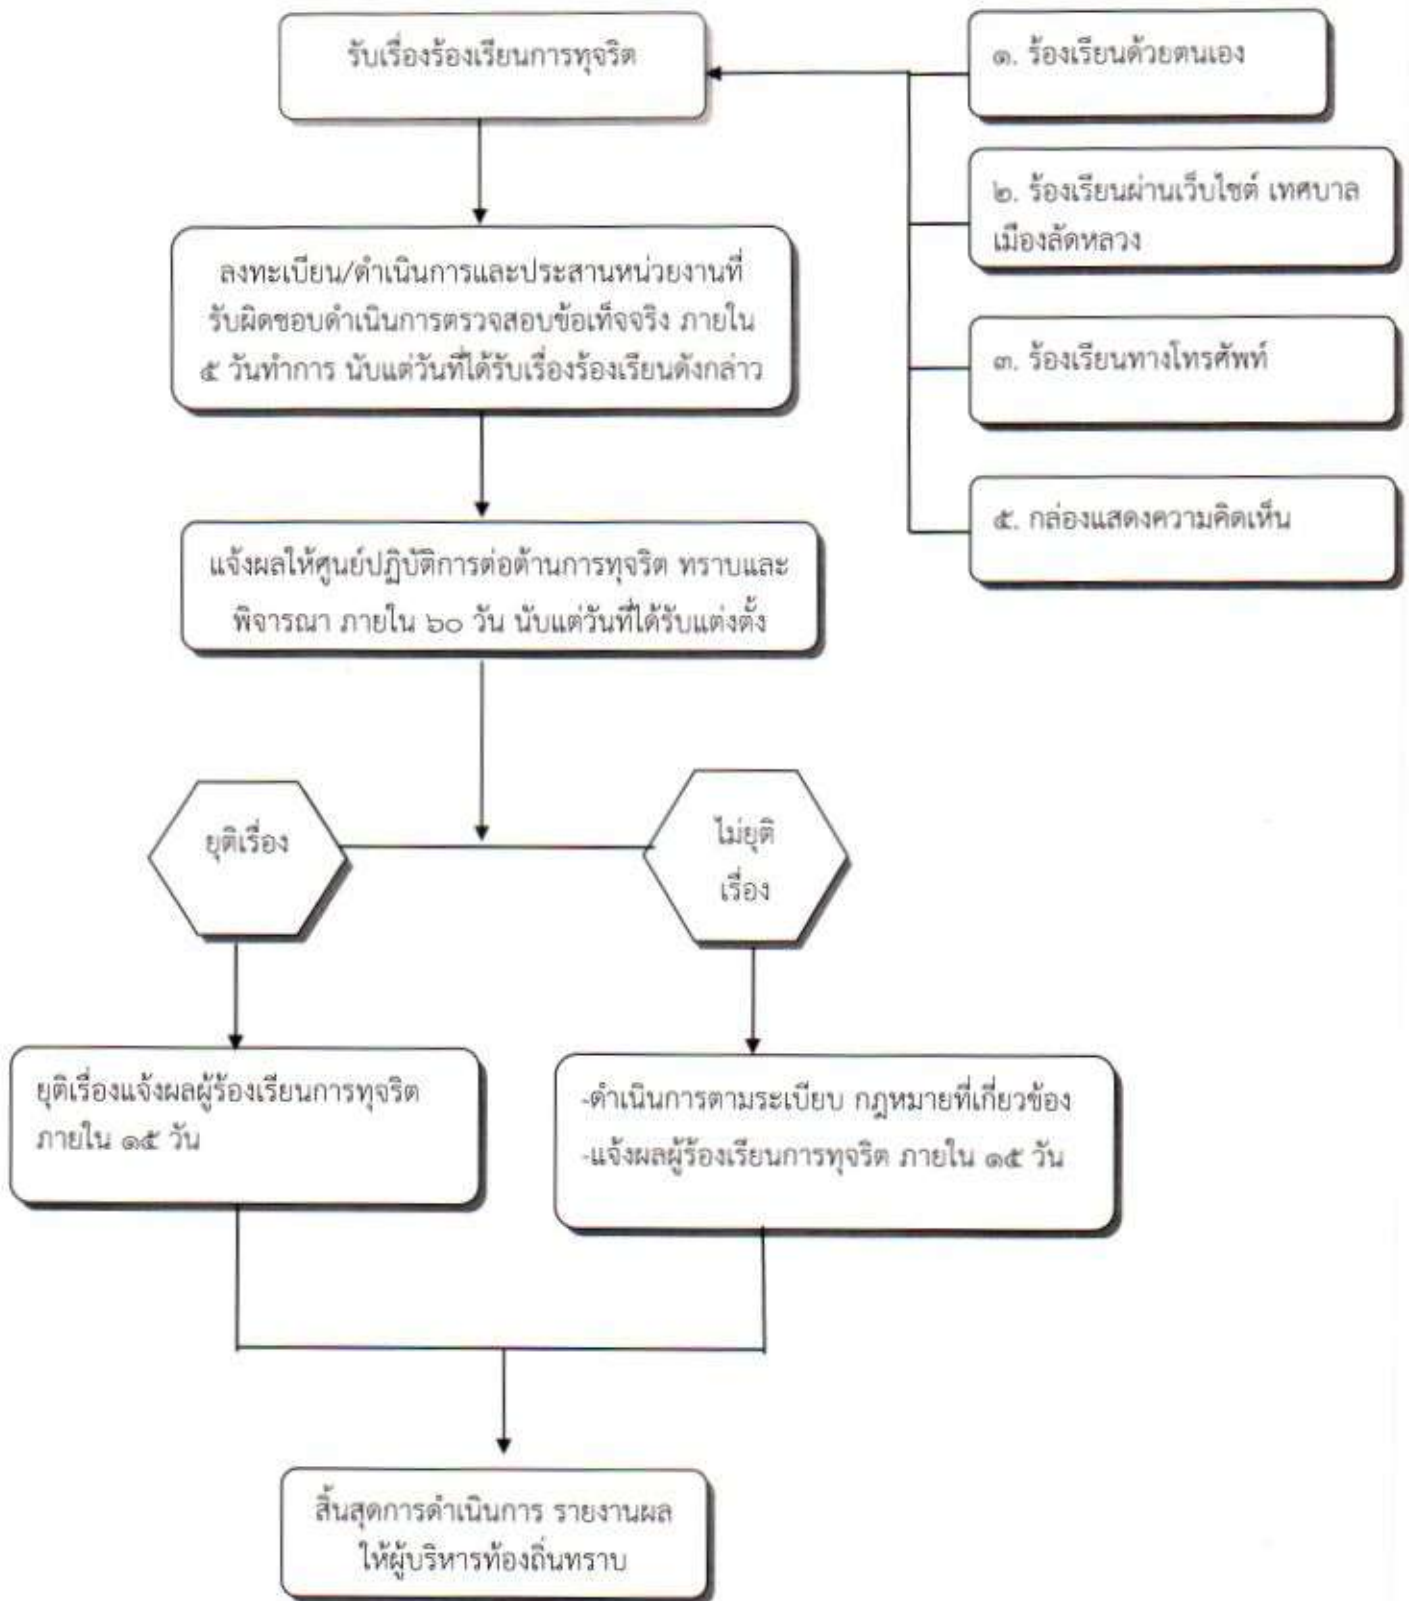 รับเรื่องร้องเรียนการทุจริต
๑. ร้องเรียนด้วยตนเอง
๒. ร้องเรียนผ่านเว็บไซต์ เทศบาล
เมืองลัดหลวง
๓. ร้องเรียนทางโทรศัพท์
๕. กล่องแสดงความคิดเห็น
ลงทะเบียน/ดำเนินการและประสานหน่วยงานที่
รับผิดชอบดำเนินการตรวจสอบข้อเท็จจริง ภายใน
๕ วันทำการ นับแต่วันที่ได้รับเรื่องร้องเรียนดังกล่าว
แจ้งผลให้ศูนย์ปฏิบัติการต่อต้านการทุจริต ทราบและ
พิจารณา ภายใน ๖๐ วัน นับแต่วันที่ได้รับแต่งตั้ง
ยุติเรื่อง
ไม่ยุติ
เรื่อง
ยุติเรื่องแจ้งผลผู้ร้องเรียนการทุจริต
ภายใน ๑๕ วัน
-ดำเนินการตามระเบียบ กฎหมายที่เกี่ยวข้อง
-แจ้งผลผู้ร้องเรียนการทุจริต ภายใน ๑๕ วัน
สิ้นสุดการดำเนินการ รายงานผล
ให้ผู้บริหารท้องถิ่นทราบ